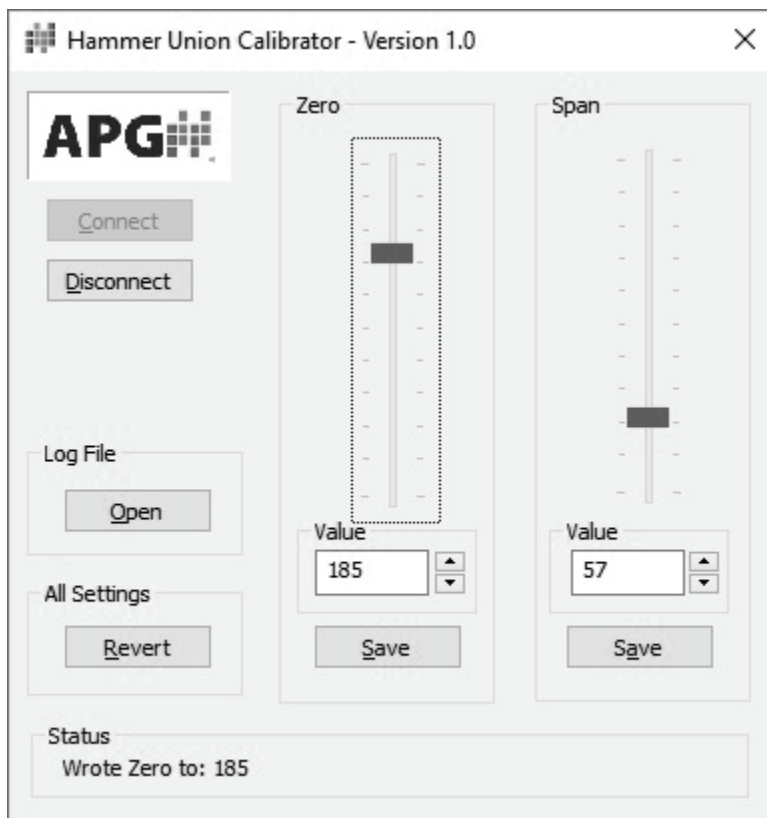 Hammer Union Calibrator - Version 1.0
APG
Connect
Disconnect
Log File
Open
All Settings
Revert
Zero
Value
185
Save
Span
Value
57
Save
Status
Wrote Zero to: 185